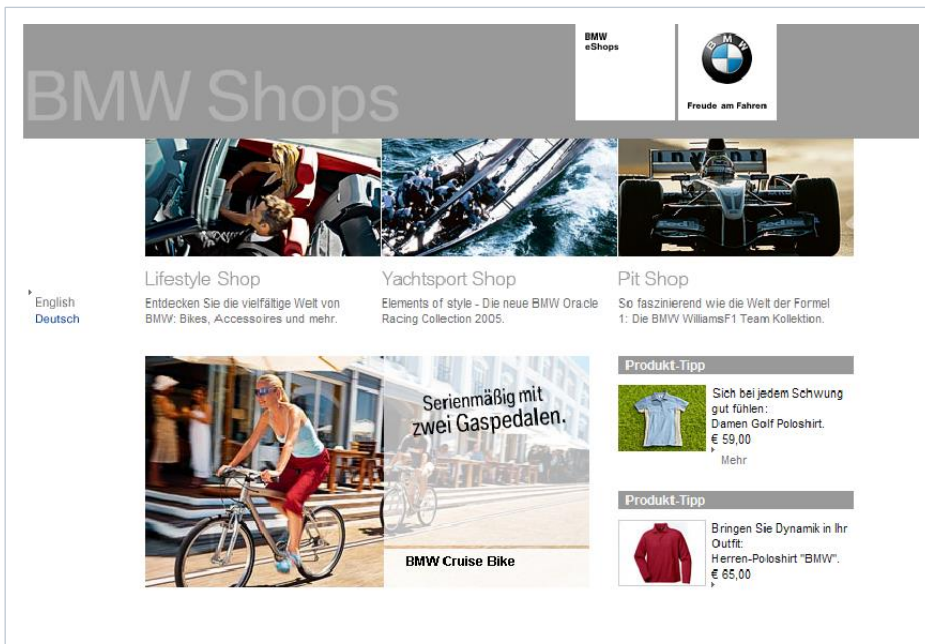 BMW Shops
BMW
eShops
BMW
Freude am Fahren
English
Deutsch
Lifestyle Shop
Entdecken Sie die vielfältige Welt von
BMW: Bikes, Accessoires und mehr.
Yachtsport Shop
Elements of style - Die neue BMW Oracle
Racing Collection 2005.
Pit Shop
So faszinierend wie die Welt der Formel
1: Die BMW WilliamsF1 Team Kollektion.
Serienmäßig mit
zwei Gaspedalen.
BMW Cruise Bike
Produkt-Tipp
Sich bei jedem Schwung
gut fühlen:
Damen Golf Poloshirt.
€ 59,00
Mehr
Produkt-Tipp
Bringen Sie Dynamik in Ihr
Outfit:
Herren-Poloshirt "BMW".
€ 65,00